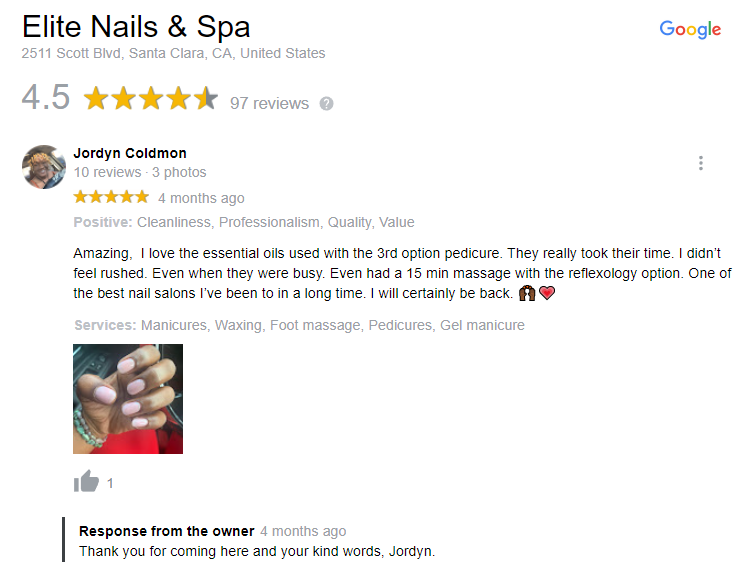 Elite Nails & Spa
Google
2511 Scott Blvd, Santa Clara, CA, United States
4.5 97 reviews ?
Jordyn Coldmon
10 reviews · 3 photos
4 months ago
Positive: Cleanliness, Professionalism, Quality, Value
Amazing,  I love the essential oils used with the 3rd option pedicure. They really took their time. I didn’t
feel rushed. Even when they were busy. Even had a 15 min massage with the reflexology option. One of
the best nail salons I’ve been to in a long time. I will certainly be back.
Services: Manicures, Waxing, Foot massage, Pedicures, Gel manicure
1
Response from the owner 4 months ago
Thank you for coming here and your kind words, Jordyn.